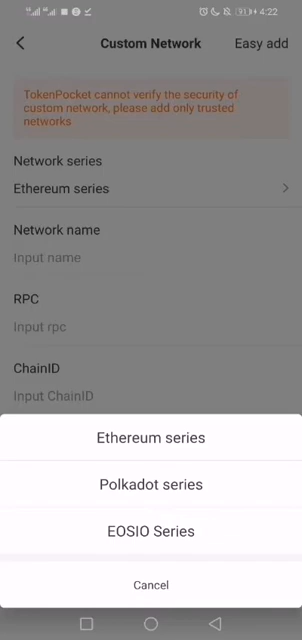 91
4:22
Custom Network
Easy add
TokenPocket cannot verify the security of
custom network, please add only trusted
networks
Network series
Ethereum series
Network name
Input name
RPC
Input rpc
ChainID
Input ChainID
Ethereum series
Polkadot series
EOSIO Series
Cancel